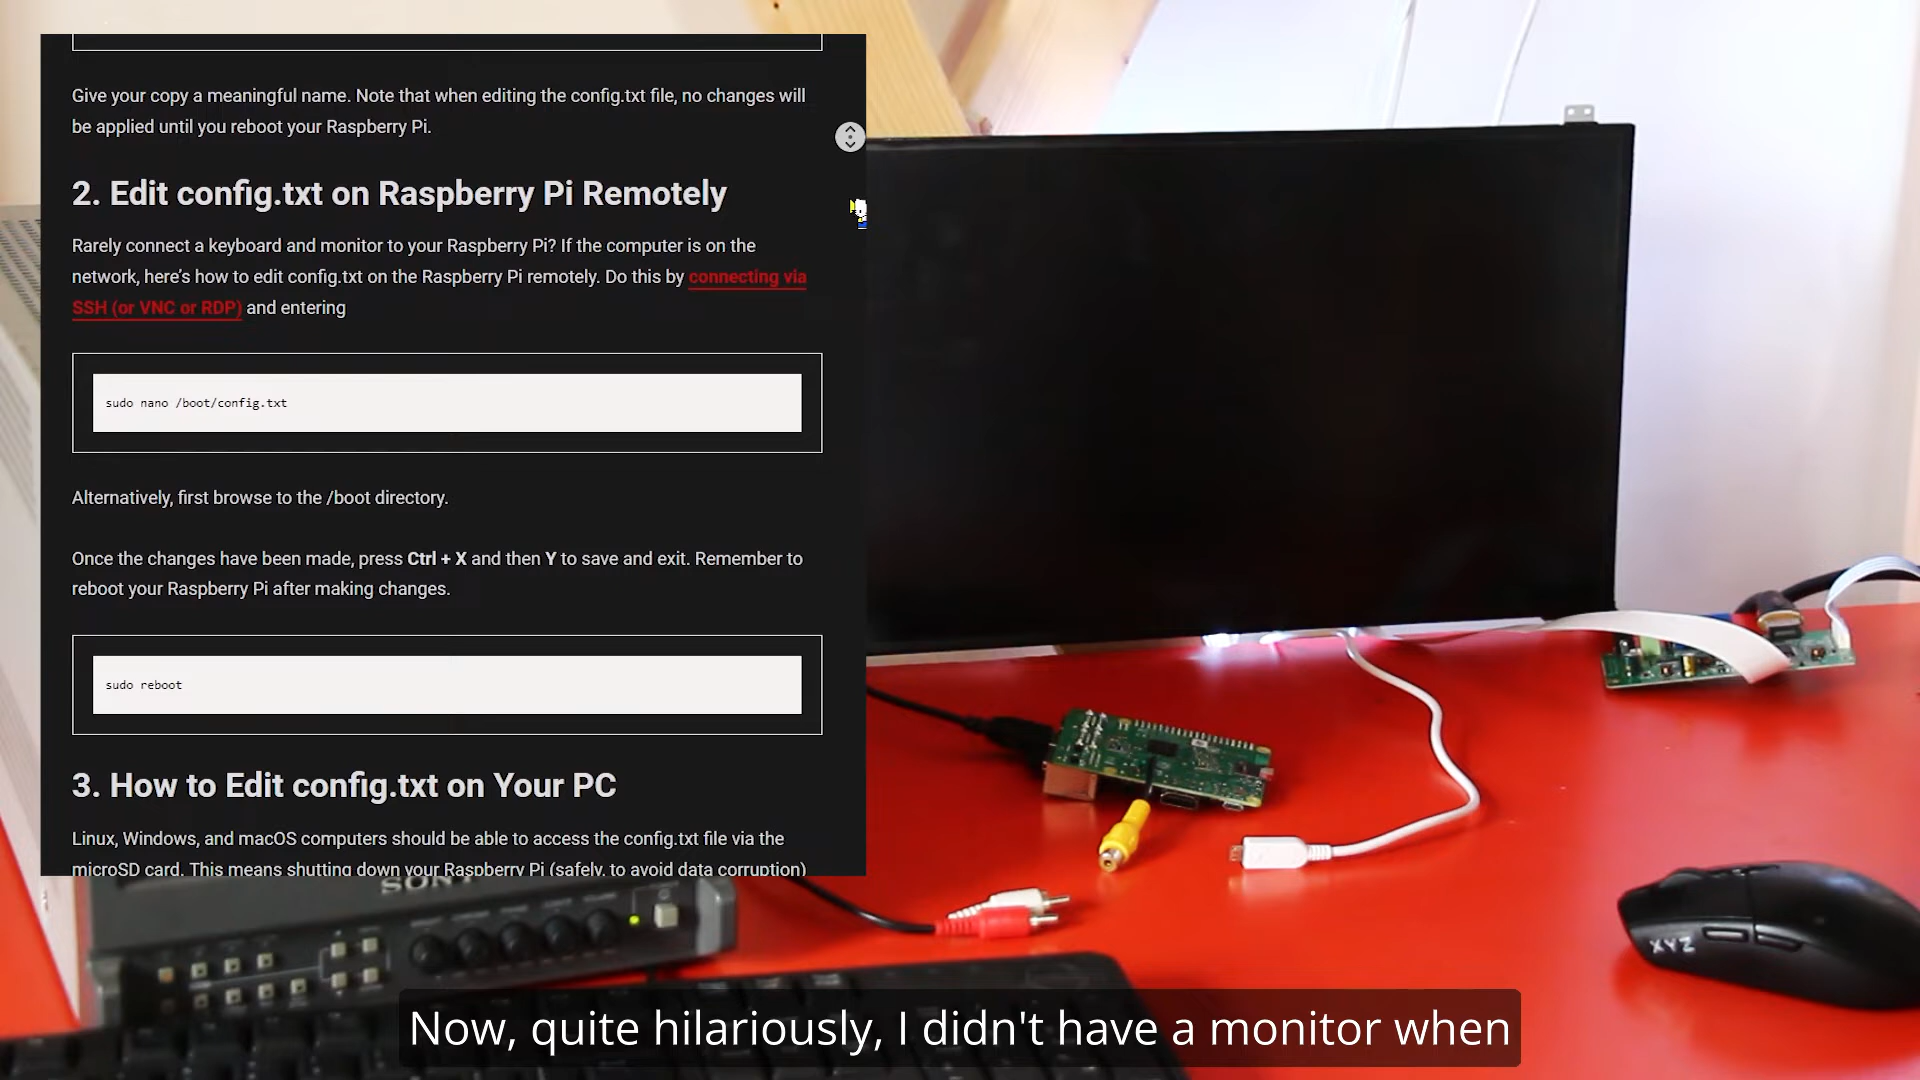 Give your copy a meaningful name. Note that when editing the config.txt file, no changes will
be applied until you reboot your Raspberry Pi.
2. Edit config.txt on Raspberry Pi Remotely
Rarely connect a keyboard and monitor to your Raspberry Pi? If the computer is on the
network, here's how to edit config.txt on the Raspberry Pi remotely. Do this by connecting via
SSH (or VNC or RDP) and entering
sudo nano /boot/config.txt
Alternatively, first browse to the /boot directory.
Once the changes have been made, press Ctrl + X and then Y to save and exit. Remember to
reboot your Raspberry Pi after making changes.
sudo reboot
3. How to Edit config.txt on Your PC
Linux, Windows, and macOS computers should be able to access the config.txt file via the
microSD card. This means shutting down your Raspberry Pi (safely, to avoid data corruption)
SONY
XYZ
Now, quite hilariously, I didn't have a monitor when